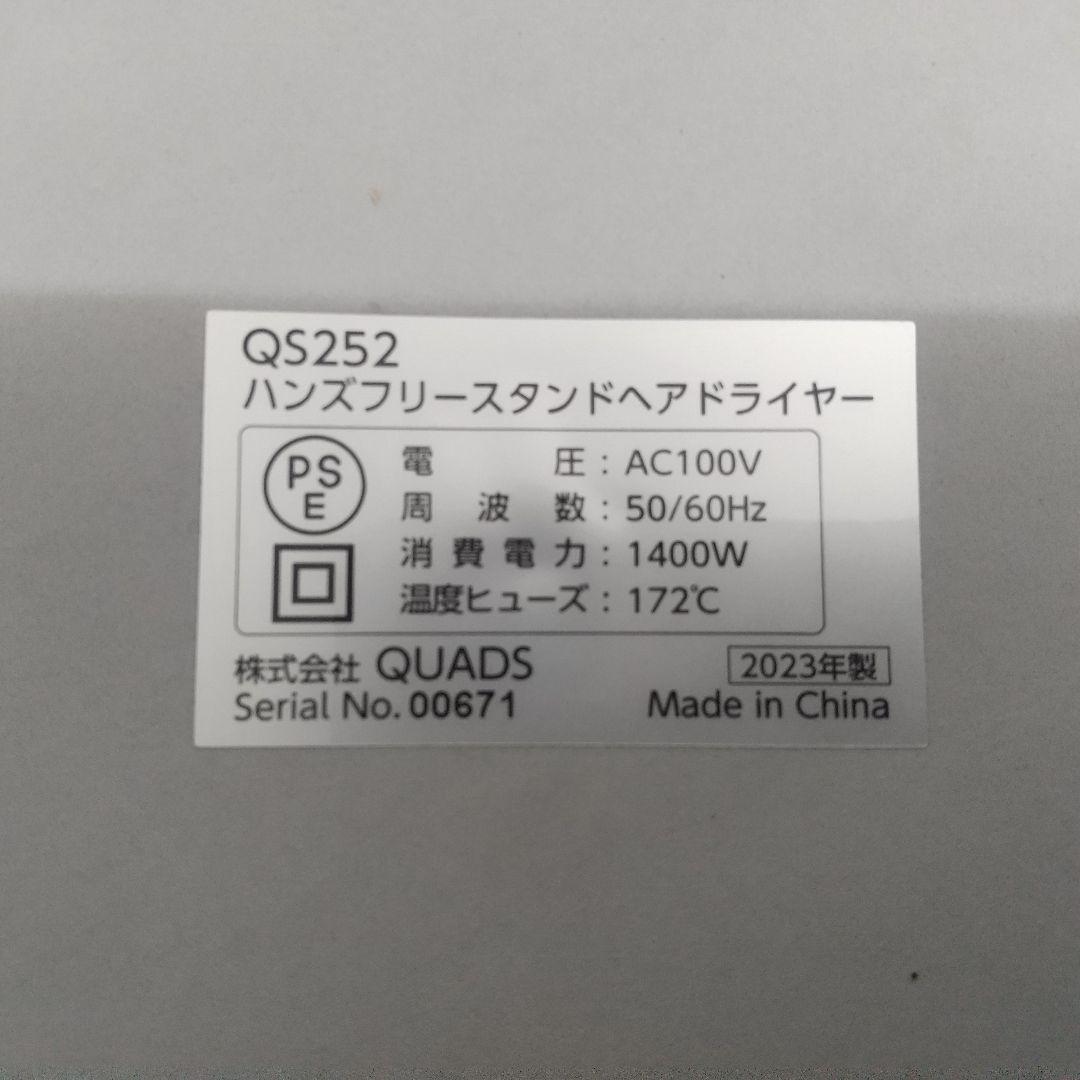 QS252
ハンズフリースタンドヘアドライヤー
PS
E
電圧：AC100V
周波数：50/60Hz
消費電力：1400W
温度ヒューズ：172℃
株式会社 QUADS
2023年製
Serial No. 00671
Made in China